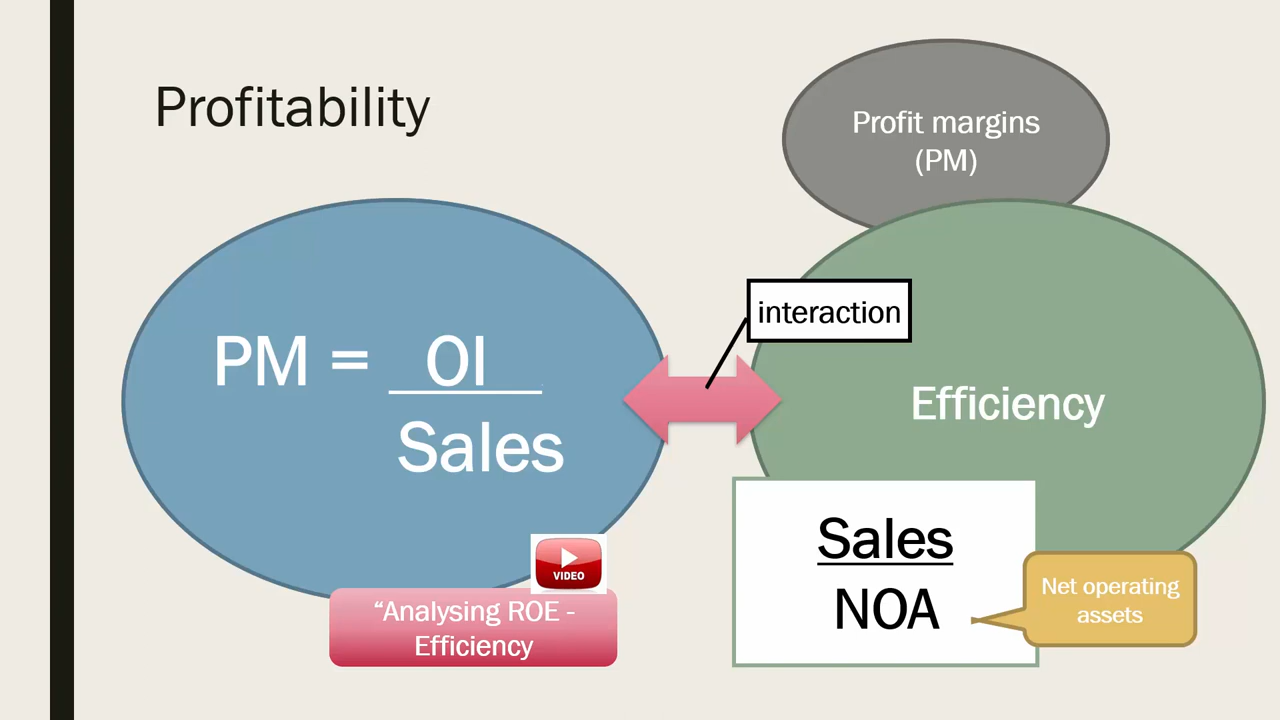 Profitability
Profit margins
(PM)
interaction
PM = OI
Sales
Efficiency
Sales
NOA
Net operating
assets
VIDEO
“Analysing ROE -
Efficiency